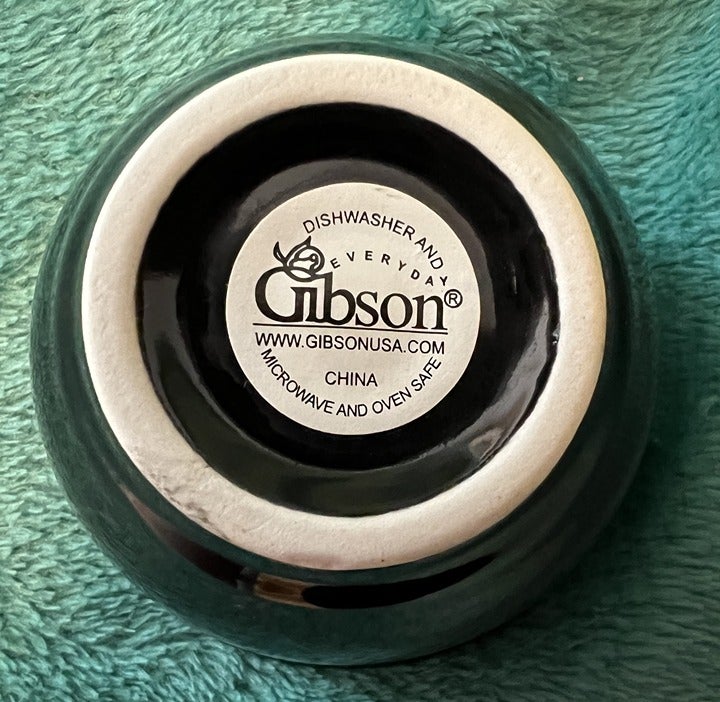 DISHWASHER AND
EVERYDAY
Gibson®
WWW.GIBSONUSA.COM
CHINA
MICROWAVE AND OVEN SAFE